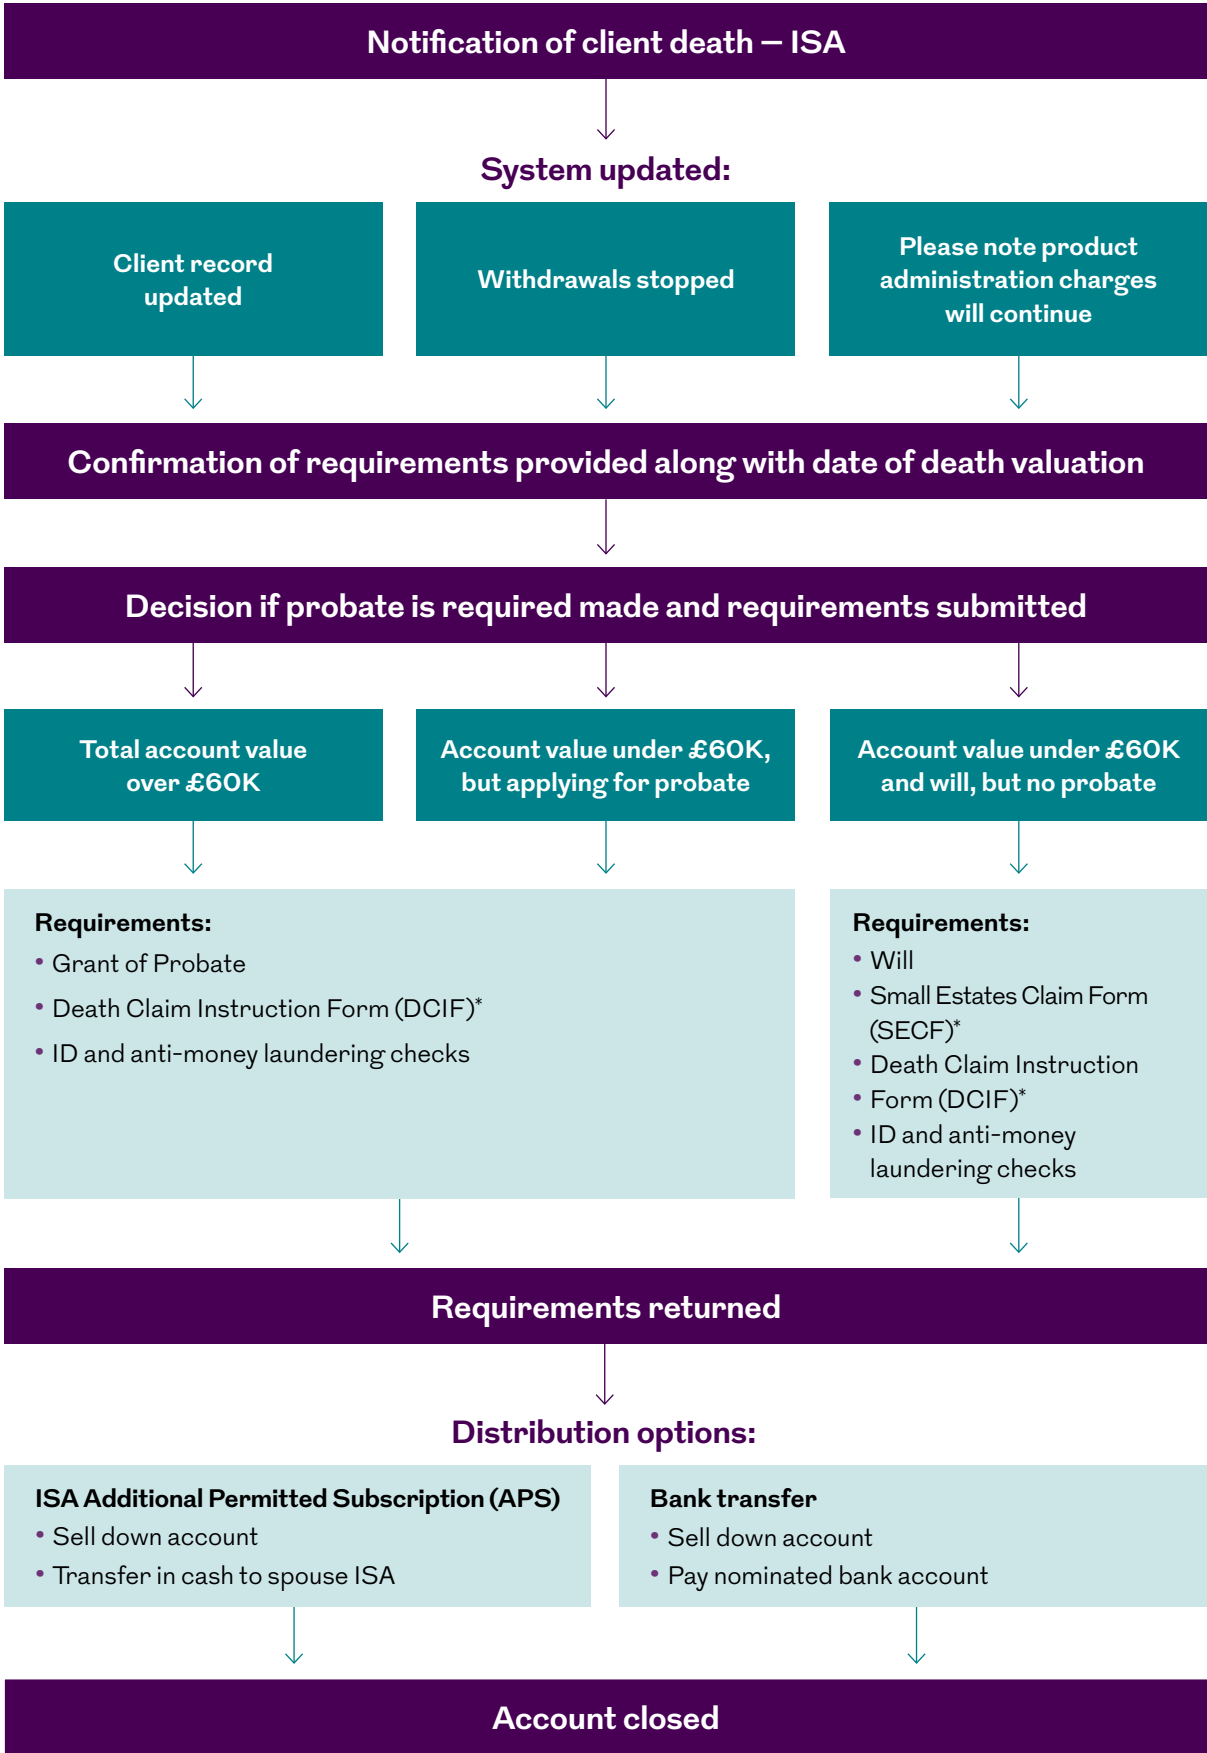 Notification of client death – ISA
System updated:
Client record
updated
Withdrawals stopped
Please note product
administration charges
will continue
Confirmation of requirements provided along with date of death valuation
Decision if probate is required made and requirements submitted
Total account value
over £60K
Account value under £60K,
but applying for probate
Account value under £60K
and will, but no probate
Requirements:
• Grant of Probate
• Death Claim Instruction Form (DCIF)*
• ID and anti-money laundering checks
Requirements:
• Will
• Small Estates Claim Form
(SECF)*
• Death Claim Instruction
• Form (DCIF)*
• ID and anti-money
laundering checks
Requirements returned
Distribution options:
ISA Additional Permitted Subscription (APS)
• Sell down account
• Transfer in cash to spouse ISA
Bank transfer
• Sell down account
• Pay nominated bank account
Account closed